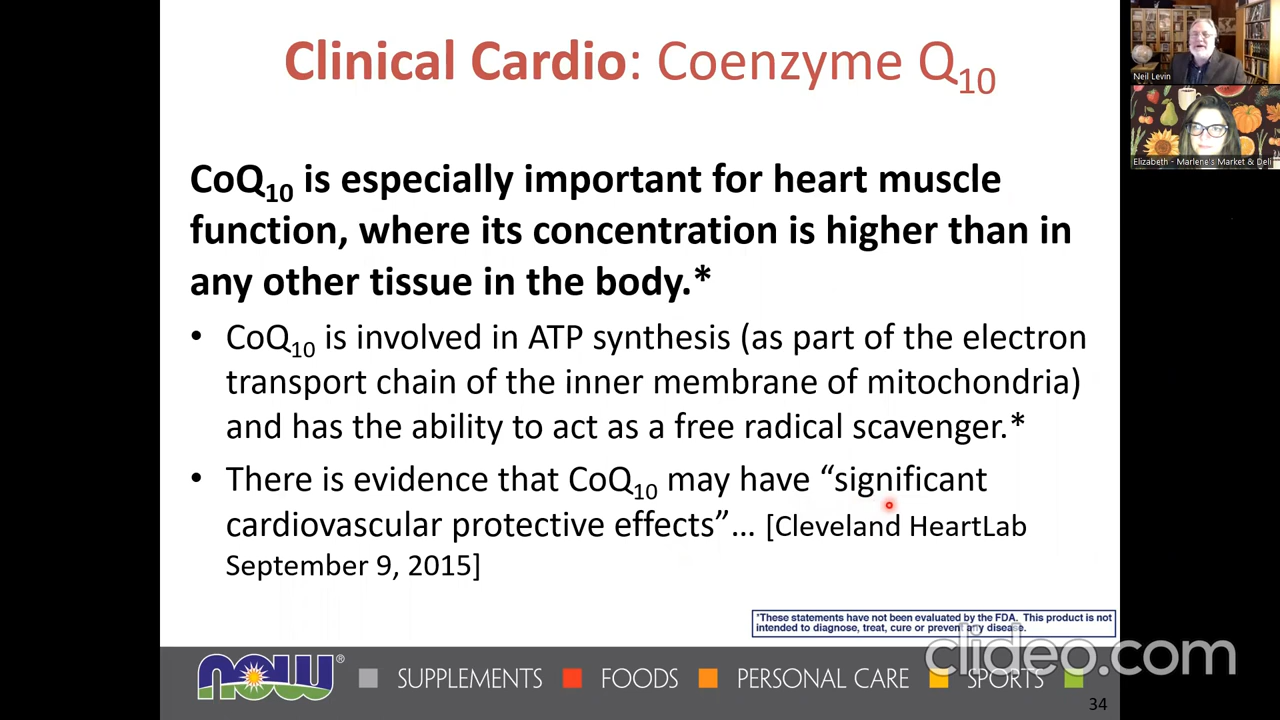 Clinical Cardio: Coenzyme Q10
CoQ10 is especially important for heart muscle
function, where its concentration is higher than in
any other tissue in the body.*
• CoQ10 is involved in ATP synthesis (as part of the electron
transport chain of the inner membrane of mitochondria)
and has the ability to act as a free radical scavenger.*
• There is evidence that CoQ10 may have “significant
cardiovascular protective effects”... [Cleveland HeartLab
September 9, 2015]
*These statements have not been evaluated by the FDA. This product is not
intended to diagnose, treat, cure or prevent any disease.
now® SUPPLEMENTS FOODS PERSONAL CARE SPORTS
34
clideo.com
Neil Levin
Elizabeth - Marlene's Market & Deli